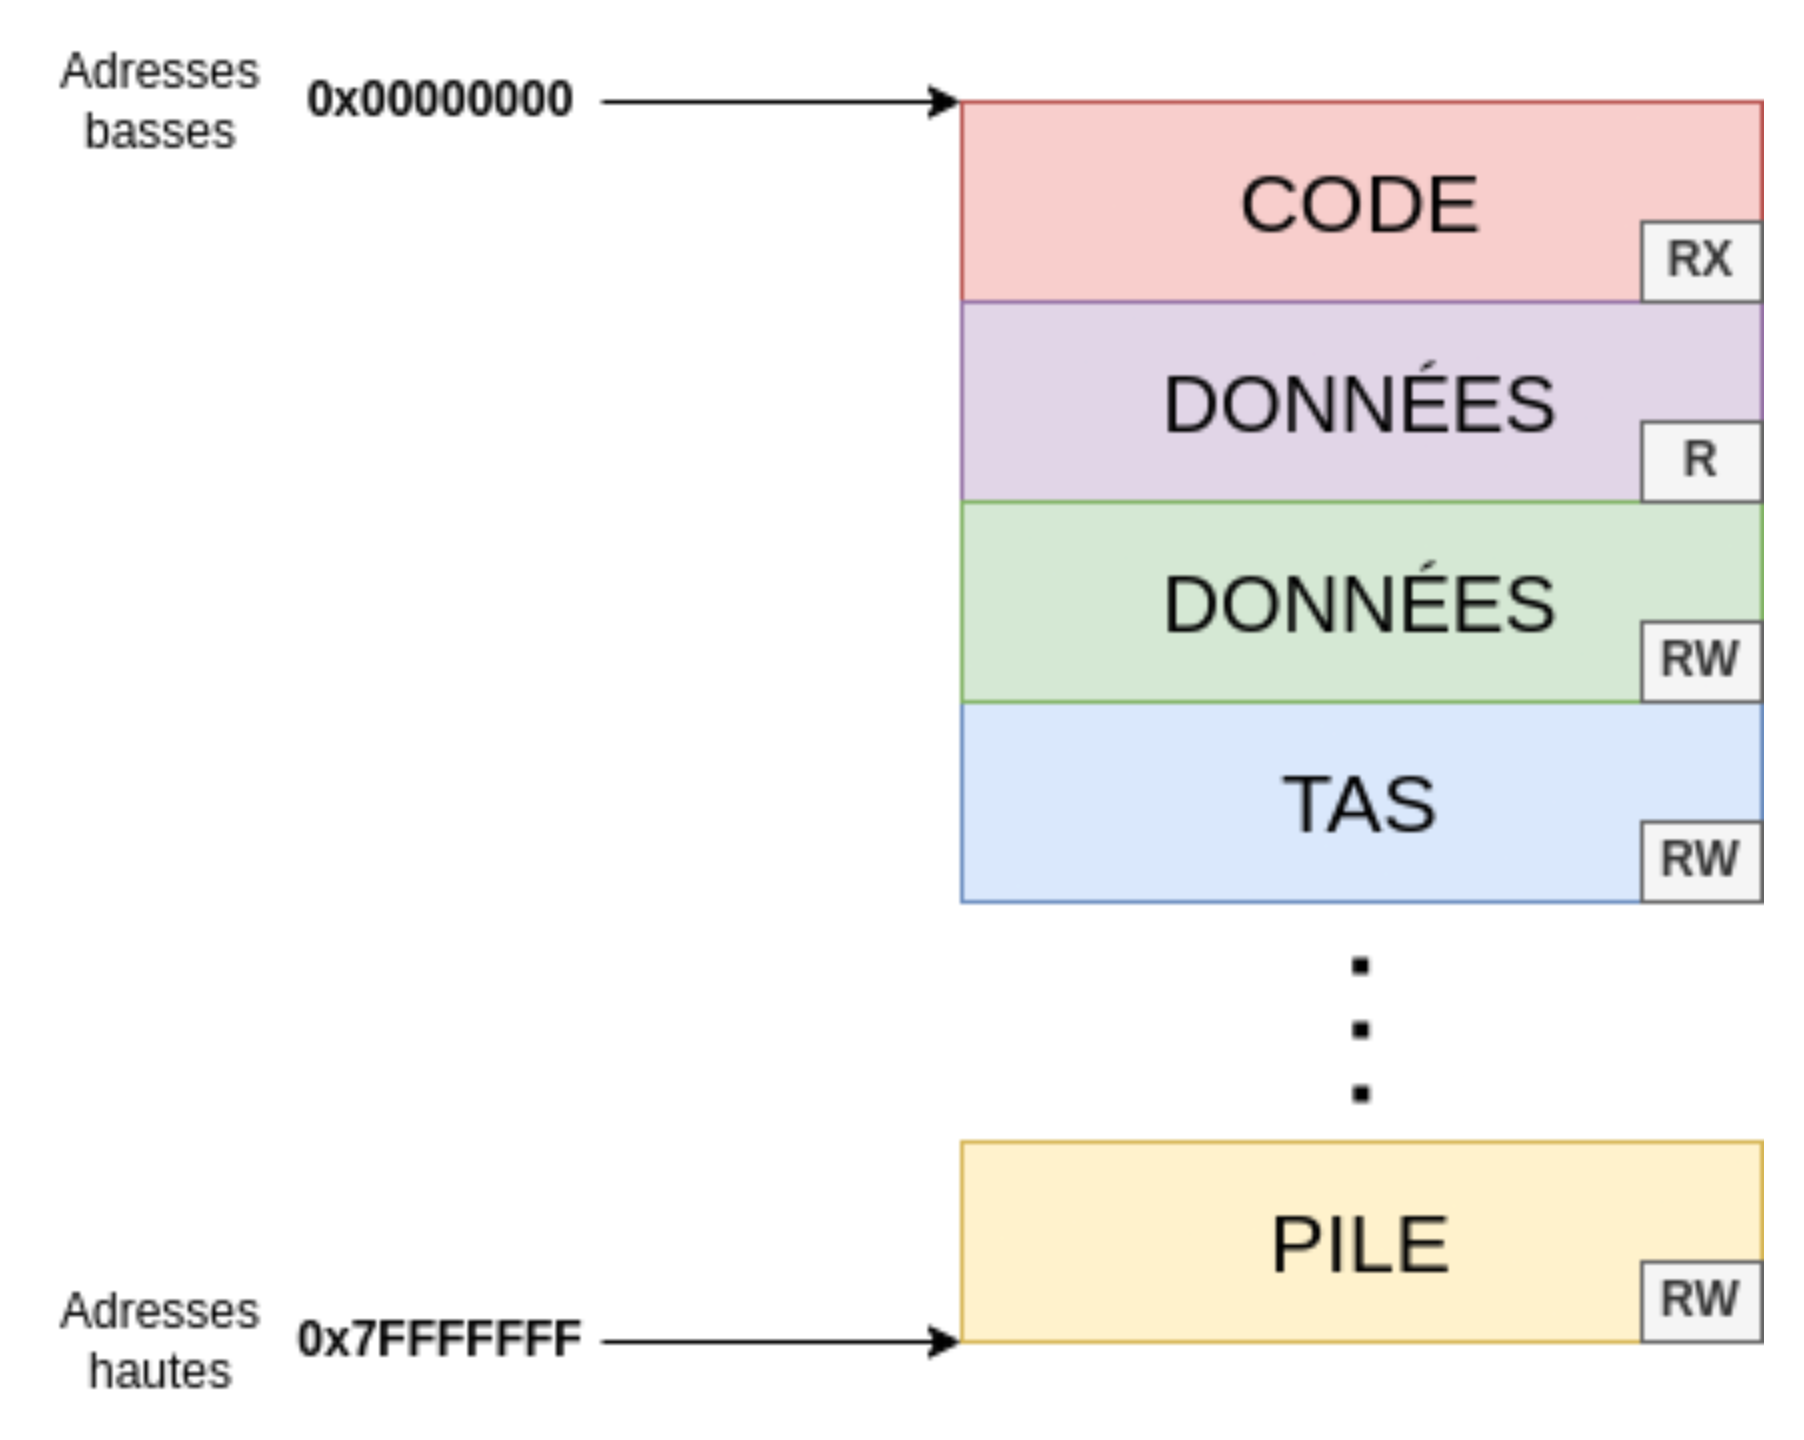 Adresses
basses
0x00000000
CODE
RX
DONNÉES
R
DONNÉES
RW
TAS
RW
PILE
RW
Adresses
hautes
0x7FFFFFFF